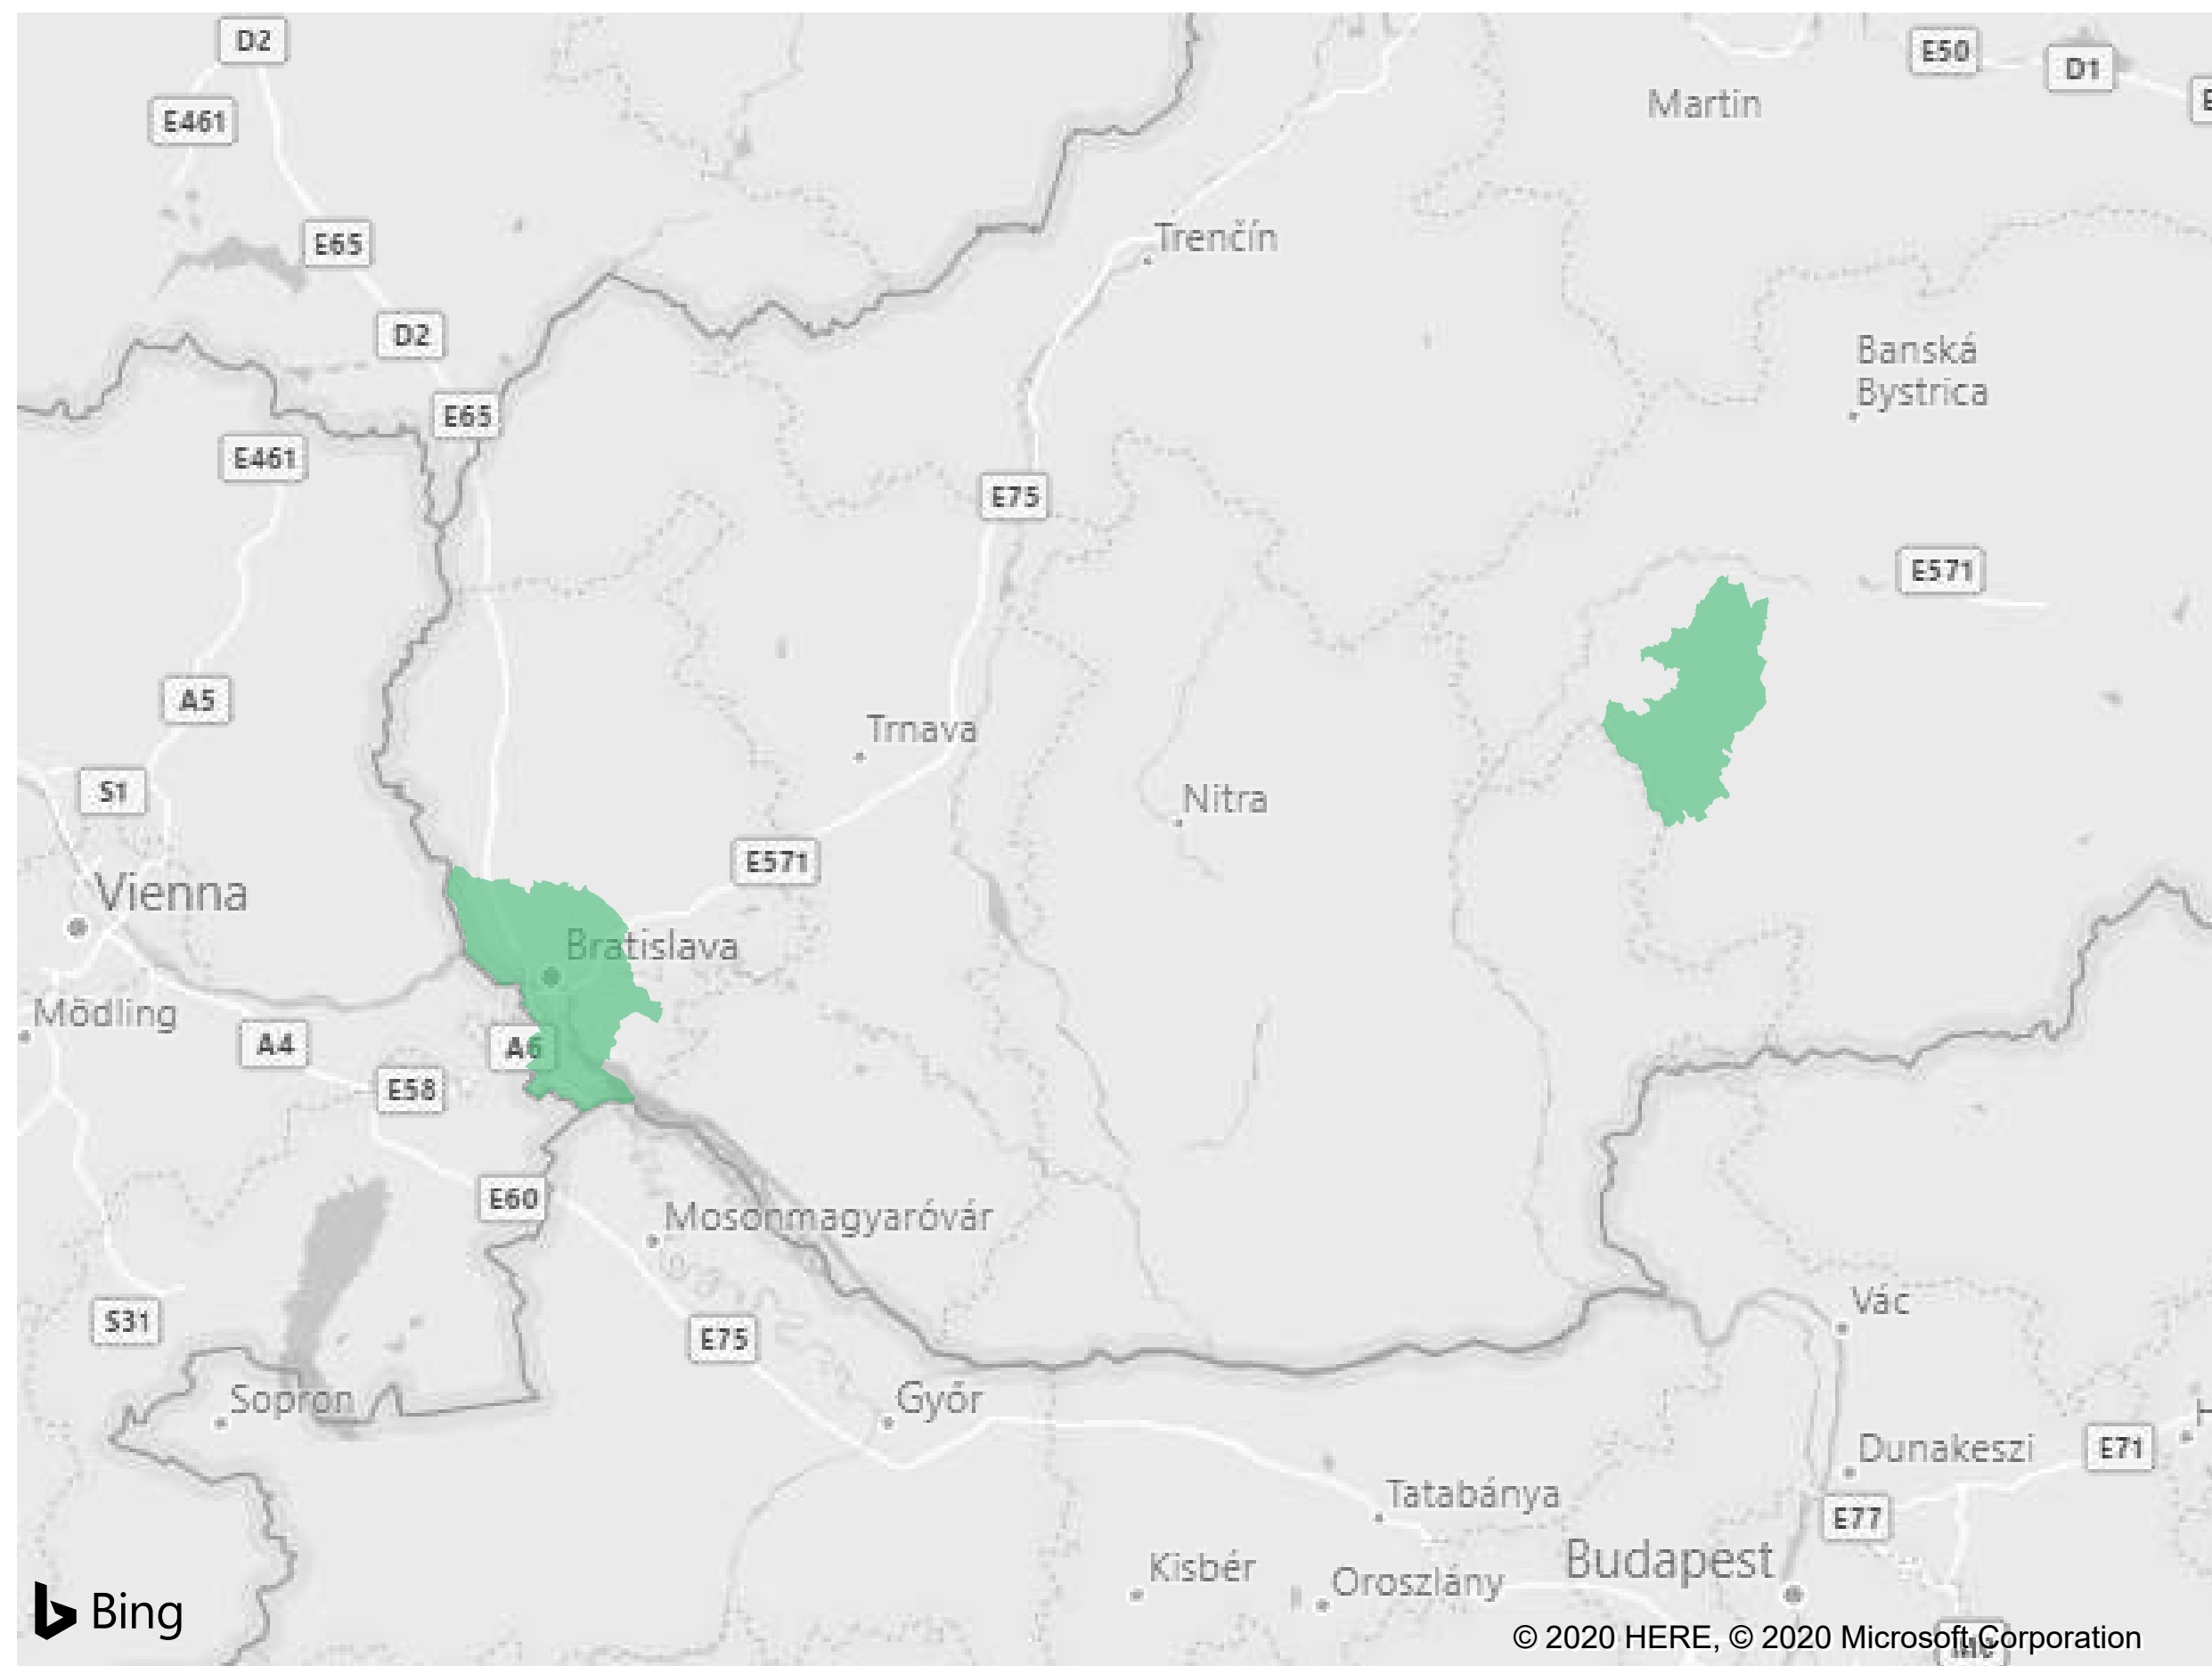 D2
E50
D1
E461
Martin
E65
Trenčín
D2
Banská
Bystrica
E65
E461
E75
E571
A5
Trnava
S1
Nitra
E571
Vienna
Bratislava
Mödling
A4
A6
E58
E60
Mosonmagyaróvár
S31
Vác
E75
Sopron
Győr
Dunakeszi
E71
Tatabánya
E77
Budapest
Kisbér
Oroszlány
Bing
© 2020 HERE, © 2020 Microsoft Corporation